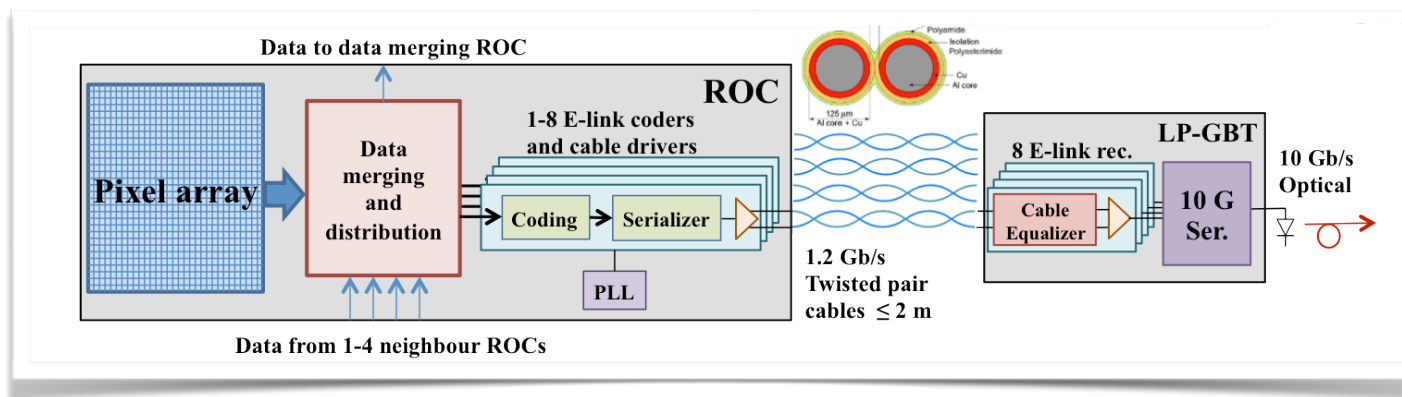 Data to data merging ROC
ROC
Pixel array
Data
merging
and
distribution
1-8 E-link coders
and cable drivers
Coding
Serializer
PLL
Data from 1-4 neighbour ROCs
Polyamide
Isolation
Polyesterimide
Cu
Al core
125 μm
Al core + Cu
1.2 Gb/s
Twisted pair
cables ≤ 2 m
LP-GBT
8 E-link rec.
Cable
Equalizer
10 G
Ser.
10 Gb/s
Optical